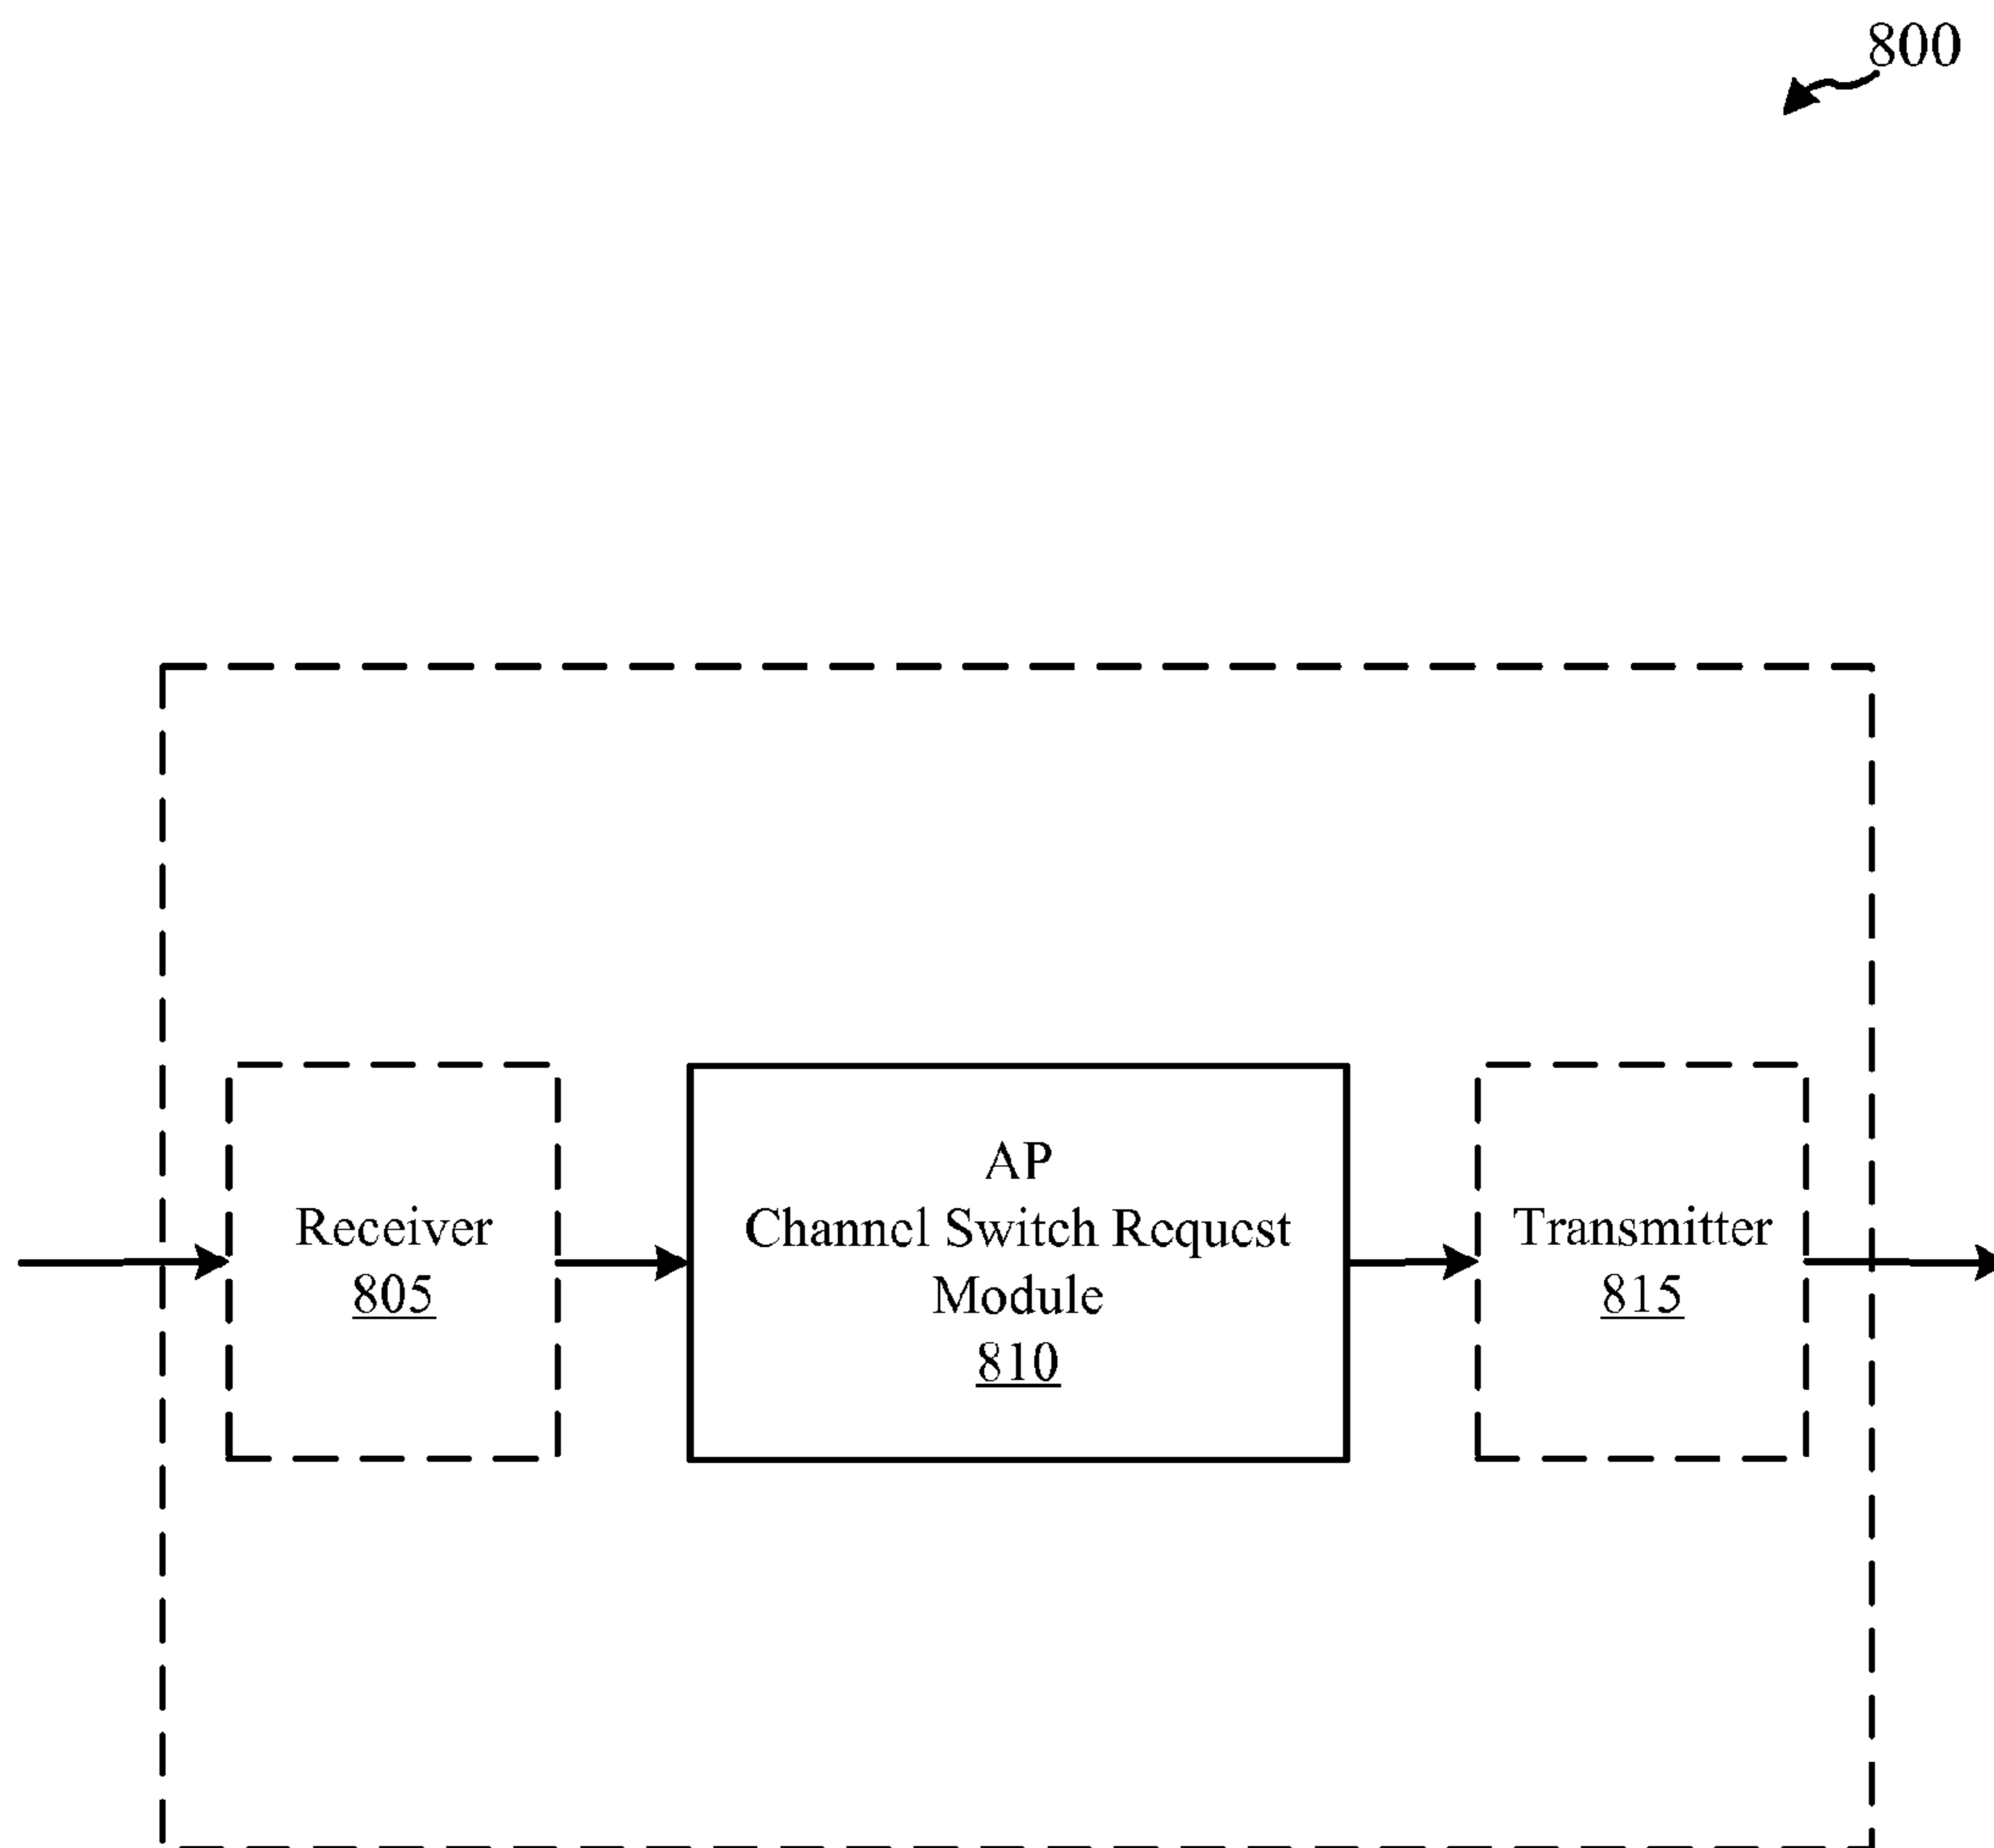 800
Receiver
805
AP
Channel Switch Request
Module
810
Transmitter
815